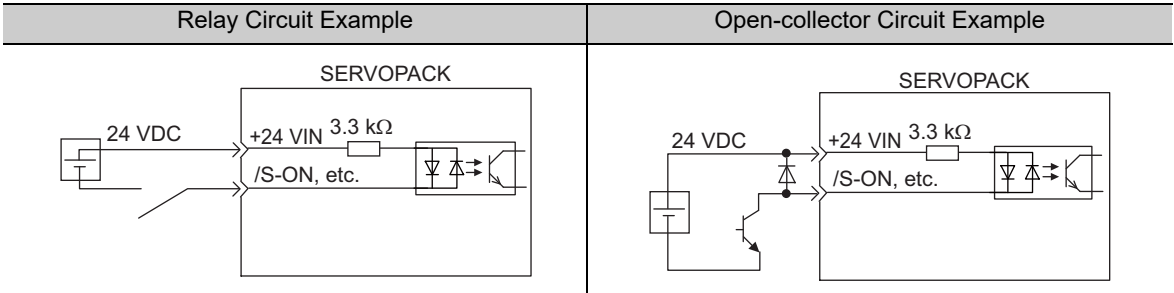 Relay Circuit Example
Open-collector Circuit Example
SERVOPACK
24 VDC
+24 VIN
3.3 kΩ
/S-ON, etc.
SERVOPACK
24 VDC
+24 VIN
3.3 kΩ
/S-ON, etc.